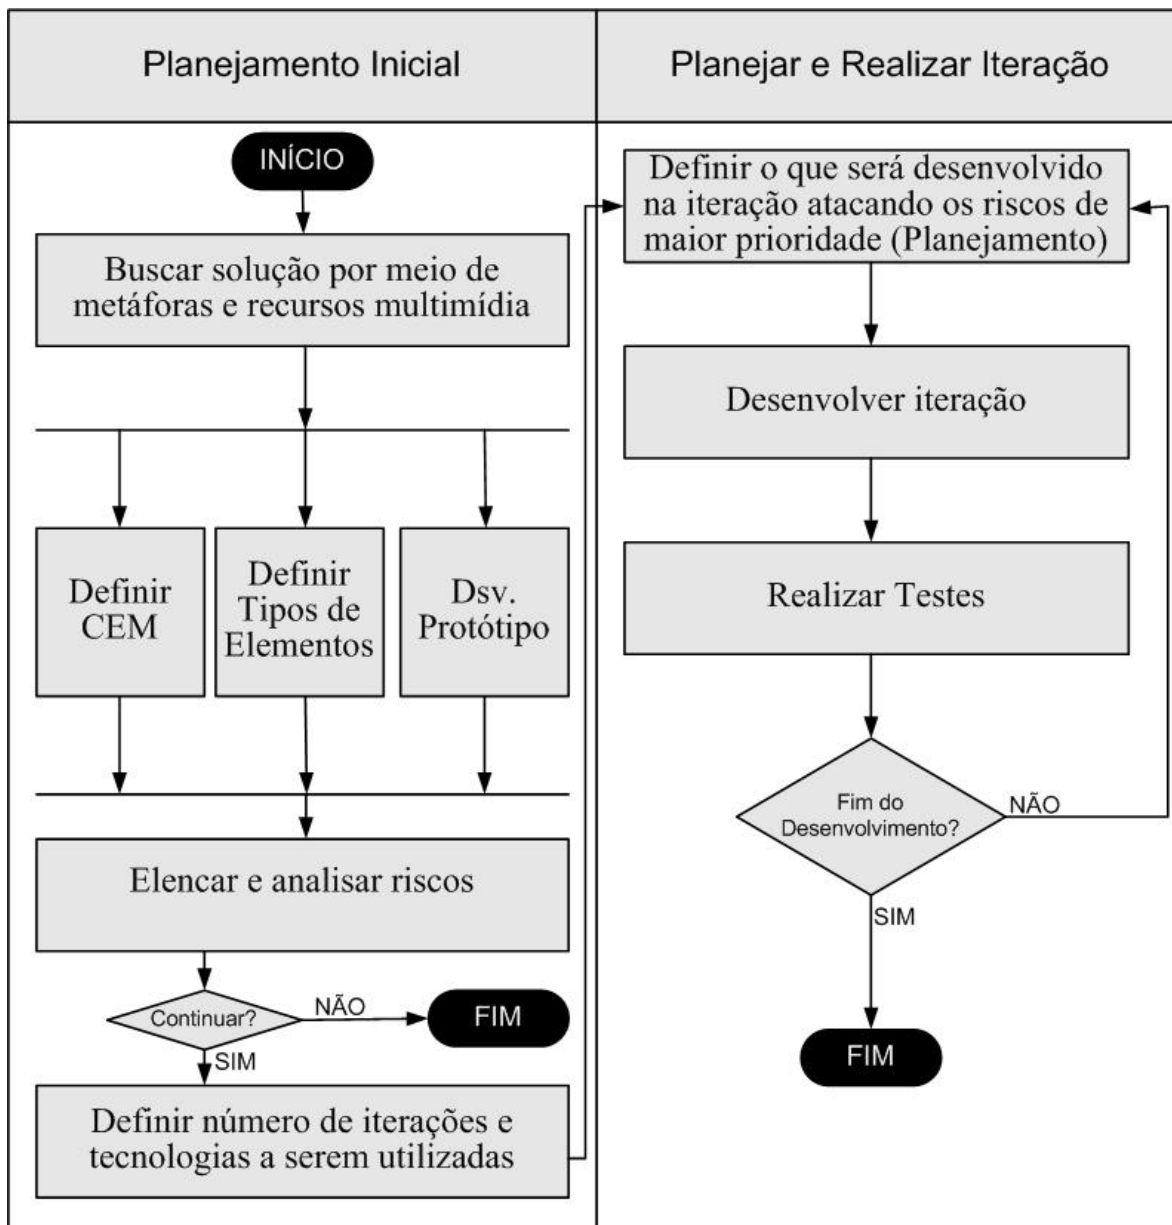 Planejamento Inicial
INÍCIO
Buscar solução por meio de
metáforas e recursos multimídia
Definir
CEM
Definir
Tipos de
Elementos
Dsv.
Protótipo
Elencar e analisar riscos
Continuar?
NÃO
FIM
SIM
Definir número de iterações e
tecnologias a serem utilizadas
Planejar e Realizar Iteração
Definir o que será desenvolvido
na iteração atacando os riscos de
maior prioridade (Planejamento)
Desenvolver iteração
Realizar Testes
Fim do
Desenvolvimento?
NÃO
SIM
FIM